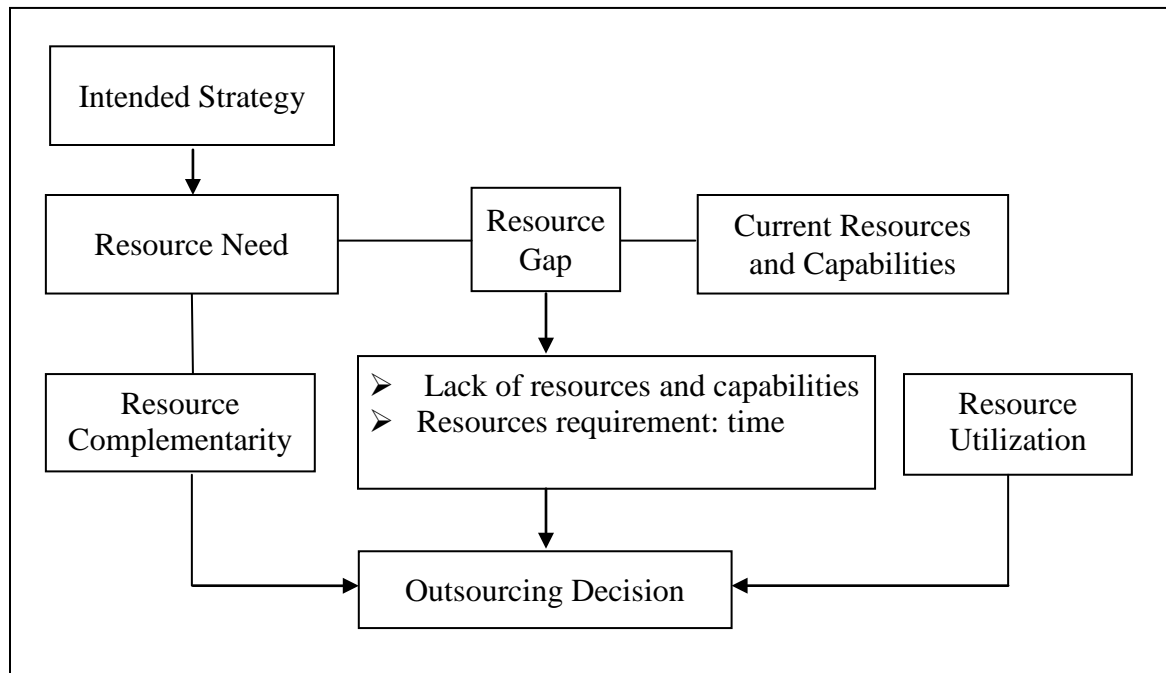 Intended Strategy
Resource Need
Resource
Gap
Current Resources
and Capabilities
Resource
Complementarity
➢ Lack of resources and capabilities
➢ Resources requirement: time
Resource
Utilization
Outsourcing Decision